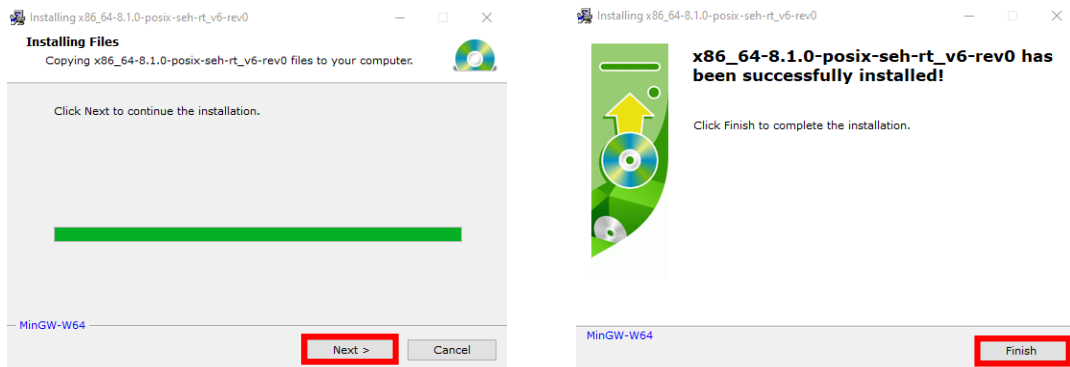 Installing x86_64-8.1.0-posix-seh-rt_v6-rev0
Installing Files
Copying x86_64-8.1.0-posix-seh-rt_v6-rev0 files to your computer.
Click Next to continue the installation.
MinGW-W64
Next >
Cancel
Installing x86_64-8.1.0-posix-seh-rt_v6-rev0
x86_64-8.1.0-posix-seh-rt_v6-rev0 has
been successfully installed!
Click Finish to complete the installation.
MinGW-W64
Finish